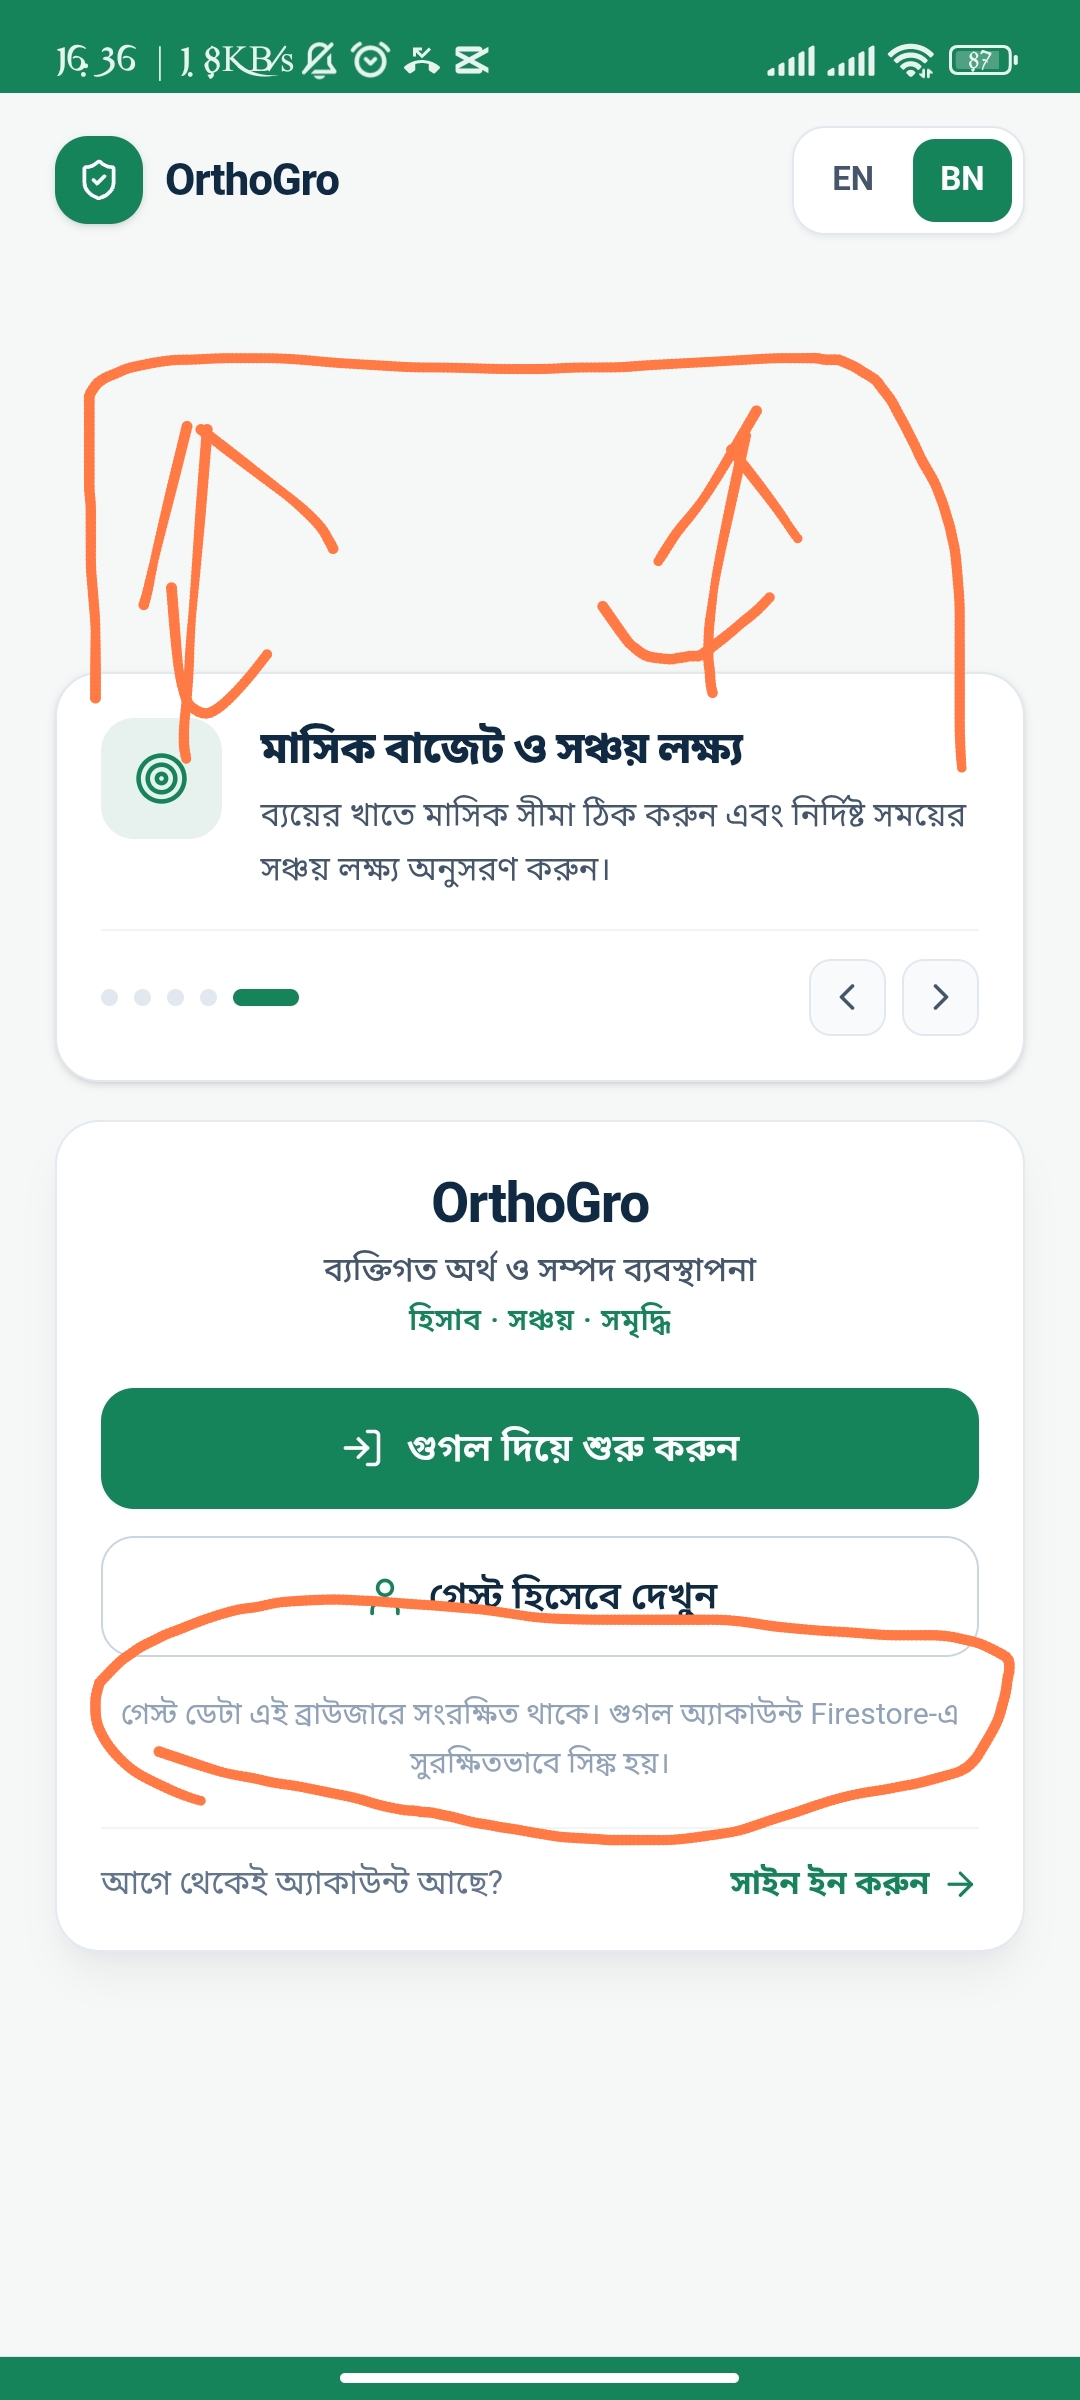 16:36 | 1.8KB/s
87
OrthoGro
EN BN
মাসিক বাজেট ও সঞ্চয় লক্ষ্য
ব্যয়ের খাতে মাসিক সীমা ঠিক করুন এবং নির্দিষ্ট সময়ের
সঞ্চয় লক্ষ্য অনুসরণ করুন।
OrthoGro
ব্যক্তিগত অর্থ ও সম্পদ ব্যবস্থাপনা
হিসাব · সঞ্চয় · সমৃদ্ধি
গুগল দিয়ে শুরু করুন
গেস্ট হিসেবে দেখুন
গেস্ট ডেটা এই ব্রাউজারে সংরক্ষিত থাকে। গুগল অ্যাকাউন্ট Firestore-এ
সুরক্ষিতভাবে সিঙ্ক হয়।
আগে থেকেই অ্যাকাউন্ট আছে?
সাইন ইন করুন